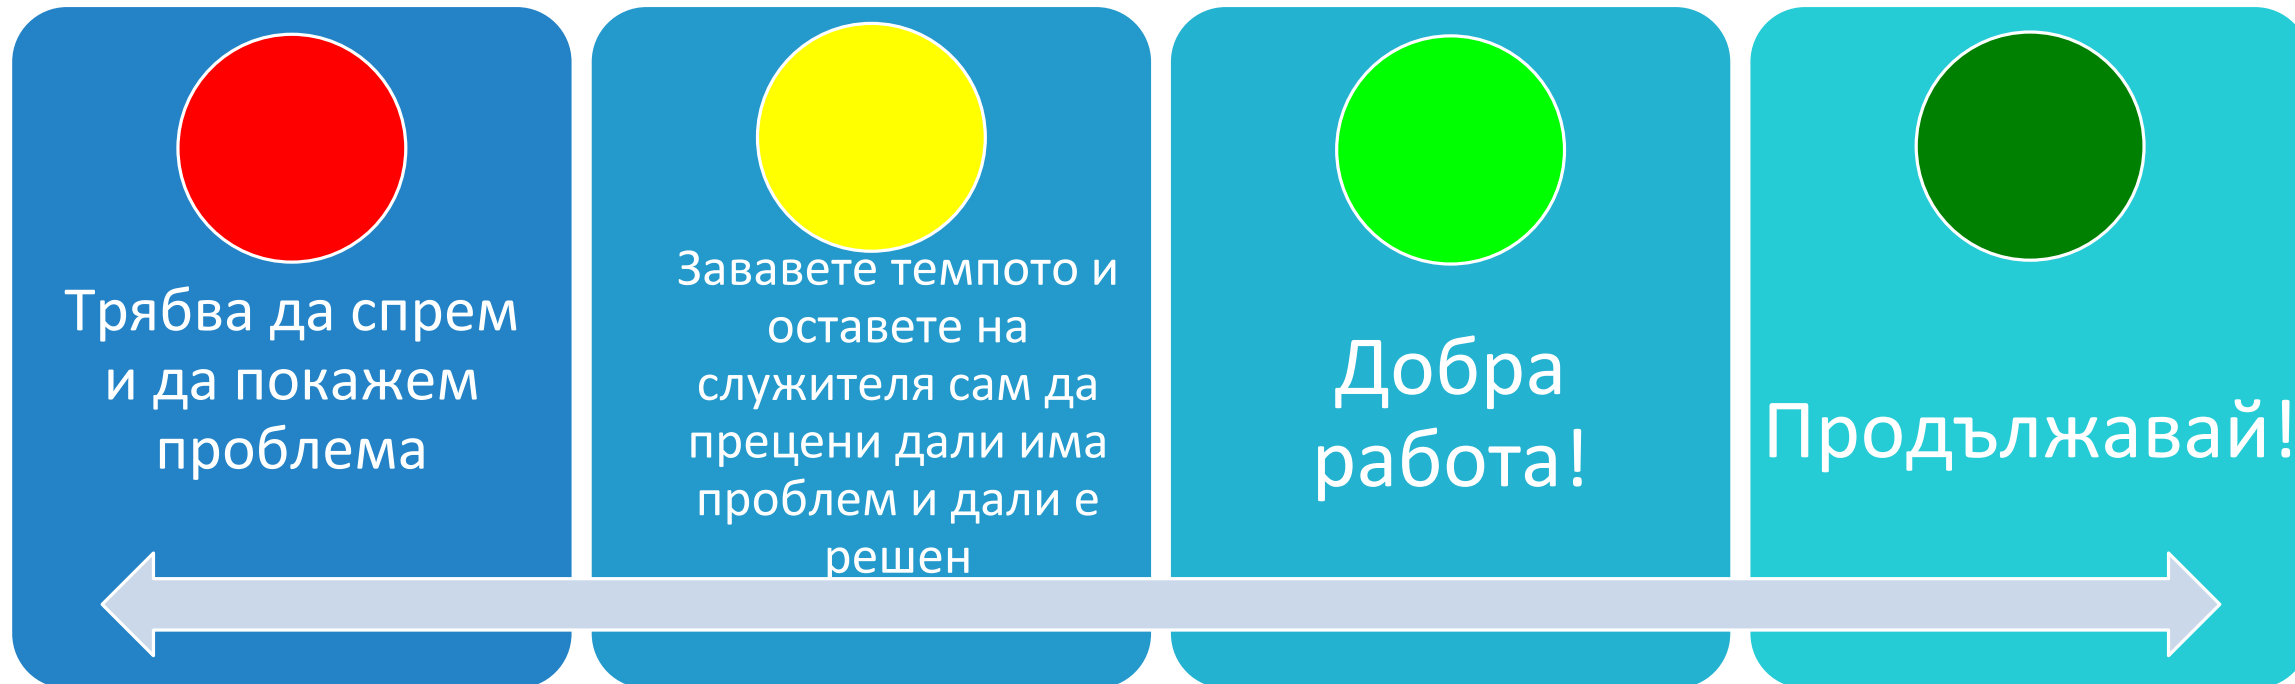 Трябва да спрем
и да покажем
проблема
Зававете темпото и
оставете на
служителя сам да
прецени дали има
проблем и дали е
решен
Добра
работа!
Продължавай!